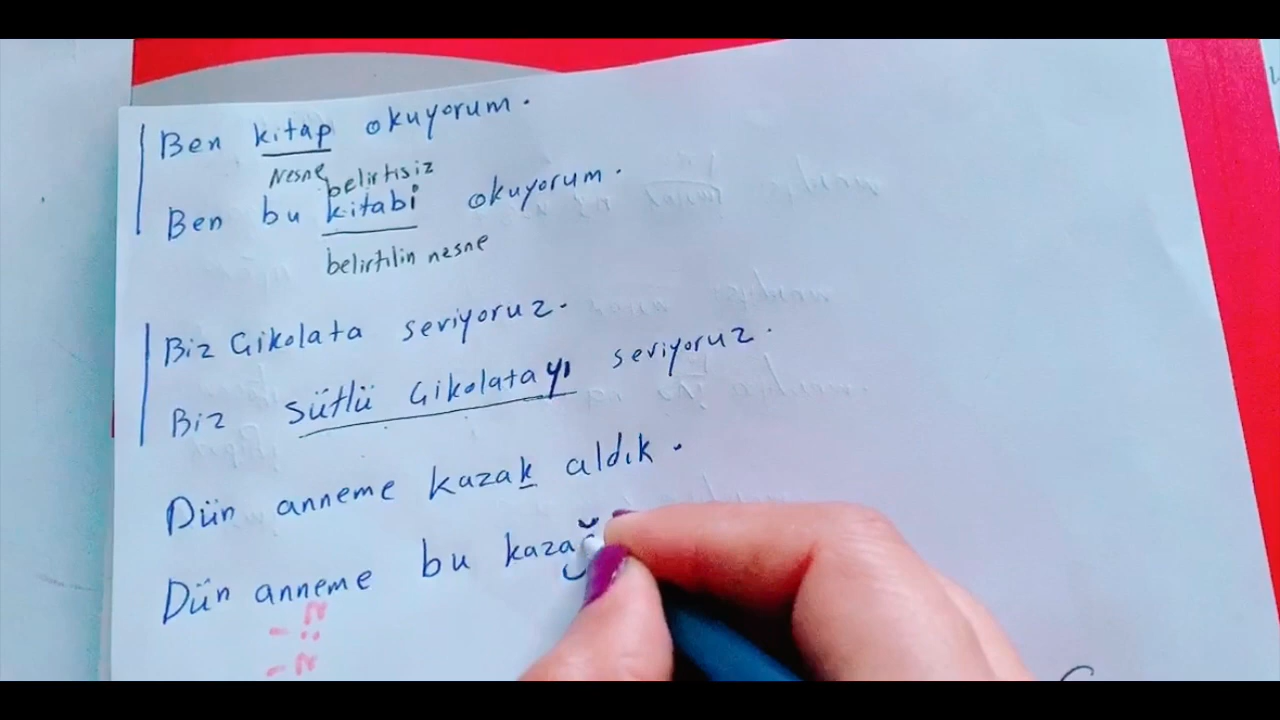 Ben kitap okuyorum.
Nesne
belirtisiz
Ben bu kitabi okuyorum.
belirtilin nesne
Biz Çikolata seviyoruz.
Biz sütlü Çikolatayı seviyoruz.
Dün anneme kazak aldık.
Dün anneme bu kazağ